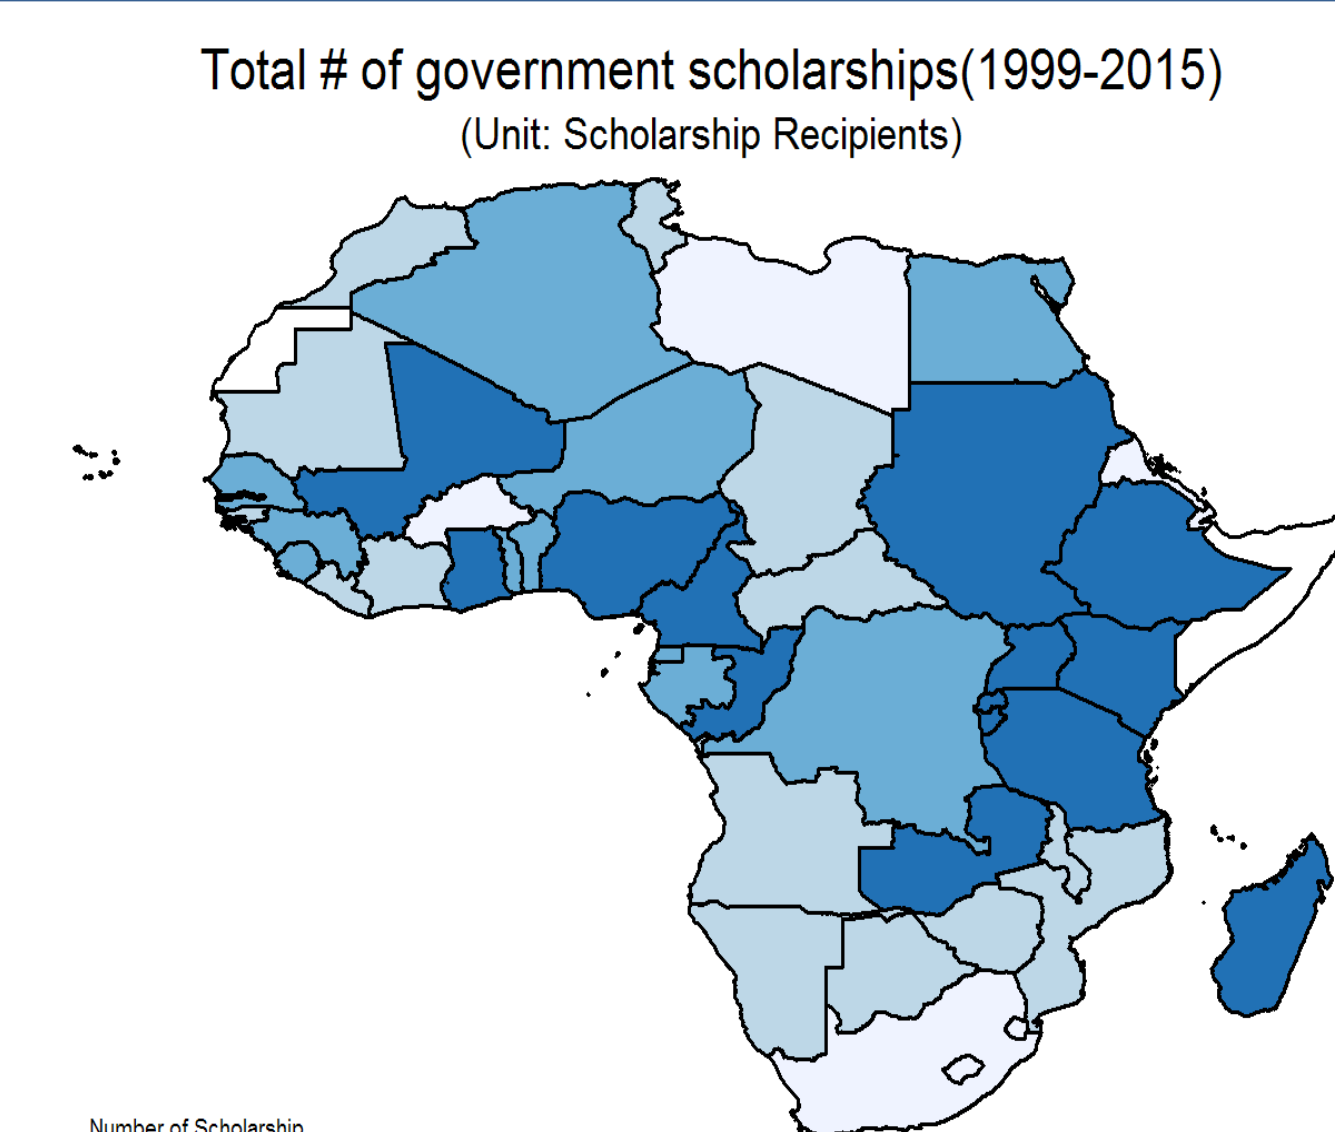 Total # of government scholarships(1999-2015)
(Unit: Scholarship Recipients)
Number of Scholarship